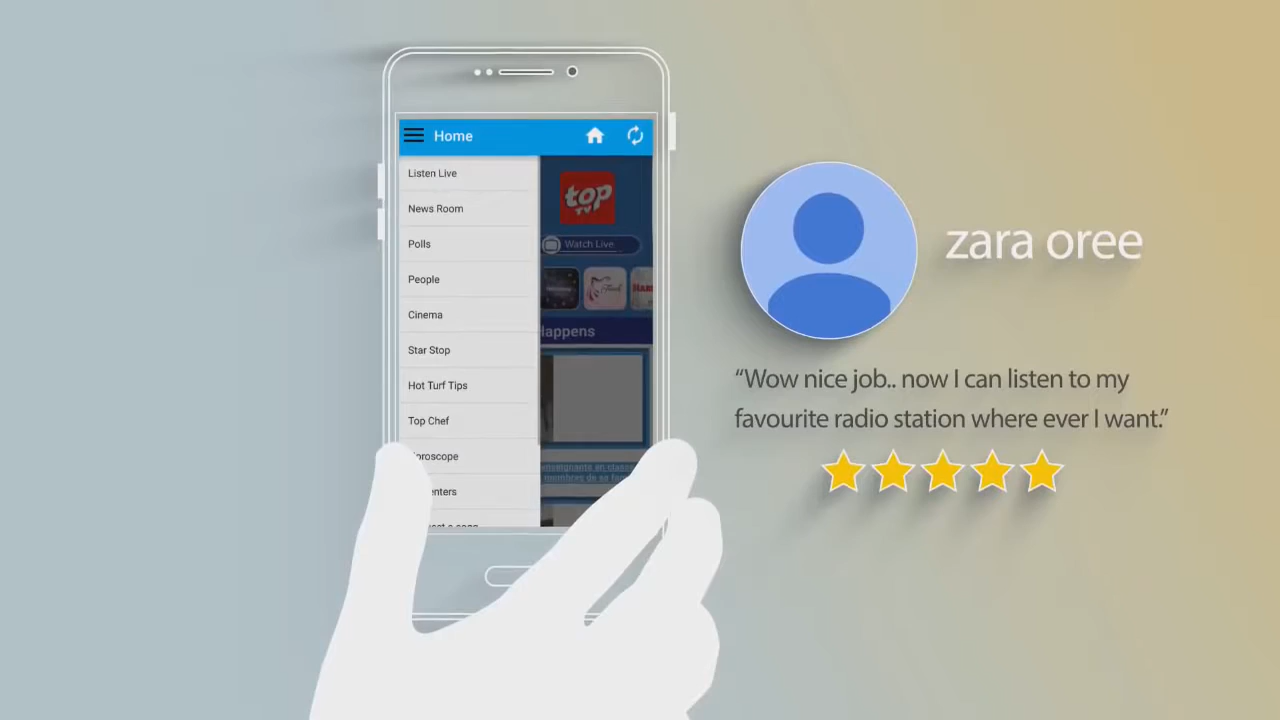 Home
Listen Live
News Room
Polls
People
Cinema
Star Stop
Hot Turf Tips
Top Chef
top
TV
Watch Live
zara oree
“Wow nice job.. now I can listen to my
favourite radio station where ever I want.”